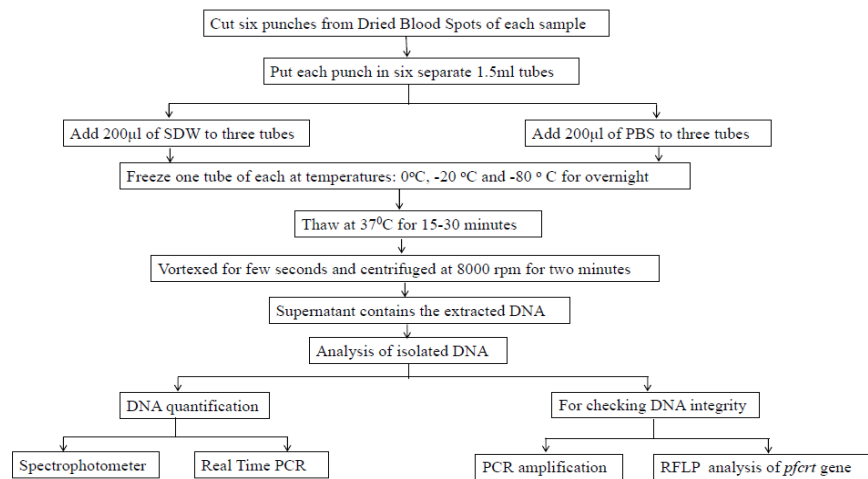 Cut six punches from Dried Blood Spots of each sample
Put each punch in six separate 1.5ml tubes
Add 200µl of SDW to three tubes
Add 200µl of PBS to three tubes
Freeze one tube of each at temperatures: 0ºC, -20 ºC and -80 º C for overnight
Thaw at 37⁰C for 15-30 minutes
Vortexed for few seconds and centrifuged at 8000 rpm for two minutes
Supernatant contains the extracted DNA
Analysis of isolated DNA
DNA quantification
For checking DNA integrity
Spectrophotometer
Real Time PCR
PCR amplification
RFLP analysis of pfcrt gene